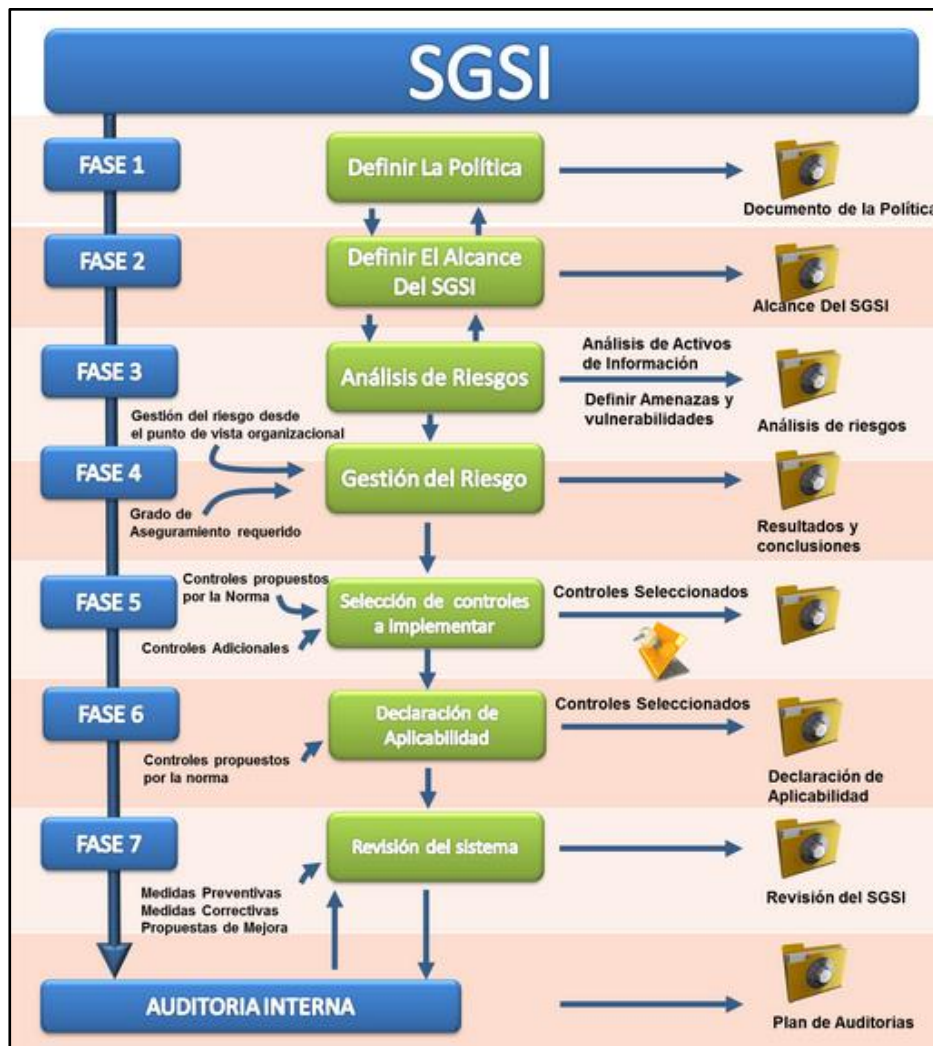 SGSI
FASE 1
Definir La Política
Documento de la Política
FASE 2
Definir El Alcance
Del SGSI
Alcance Del SGSI
FASE 3
Análisis de Riesgos
Análisis de Activos
de Información
Definir Amenazas y
vulnerabilidades
Análisis de riesgos
Gestión del riesgo desde
el punto de vista organizacional
FASE 4
Gestión del Riesgo
Grado de
Aseguramiento requerido
Resultados y
conclusiones
FASE 5
Controles propuestos
por la Norma
Controles Adicionales
Selección de controles
a Implementar
Controles Seleccionados
FASE 6
Declaración de
Aplicabilidad
Controles Seleccionados
Controles propuestos
por la norma
Declaración de
Aplicabilidad
FASE 7
Revisión del sistema
Medidas Preventivas
Medidas Correctivas
Propuestas de Mejora
Revisión del SGSI
AUDITORIA INTERNA
Plan de Auditorias